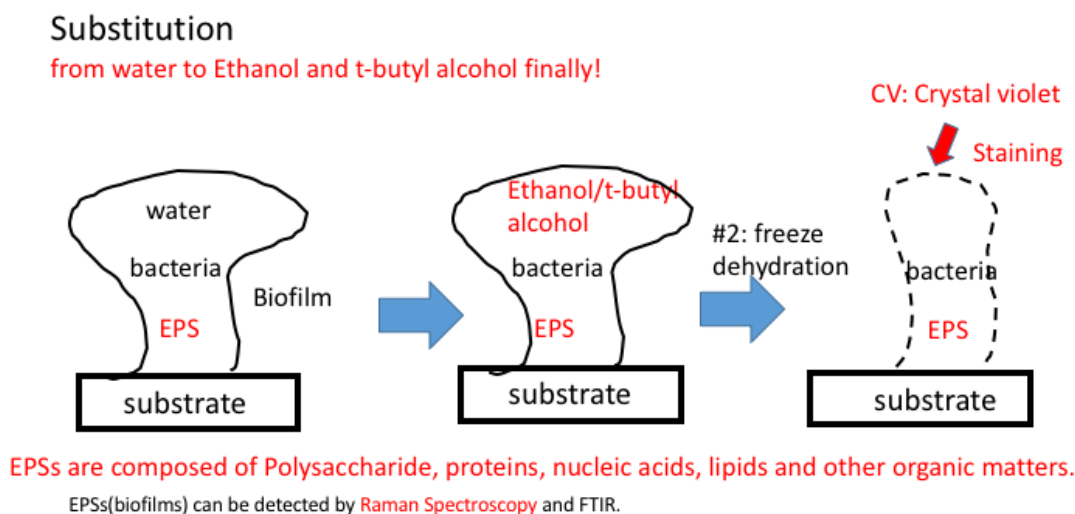 Substitution
from water to Ethanol and t-butyl alcohol finally!
CV: Crystal violet
Staining
water
bacteria
Biofilm
EPS
substrate
Ethanol/t-butyl
alcohol
bacteria
EPS
substrate
#2: freeze
dehydration
bacteria
EPS
substrate
EPSs are composed of Polysaccharide, proteins, nucleic acids, lipids and other organic matters.
EPSs(biofilms) can be detected by Raman Spectroscopy and FTIR.